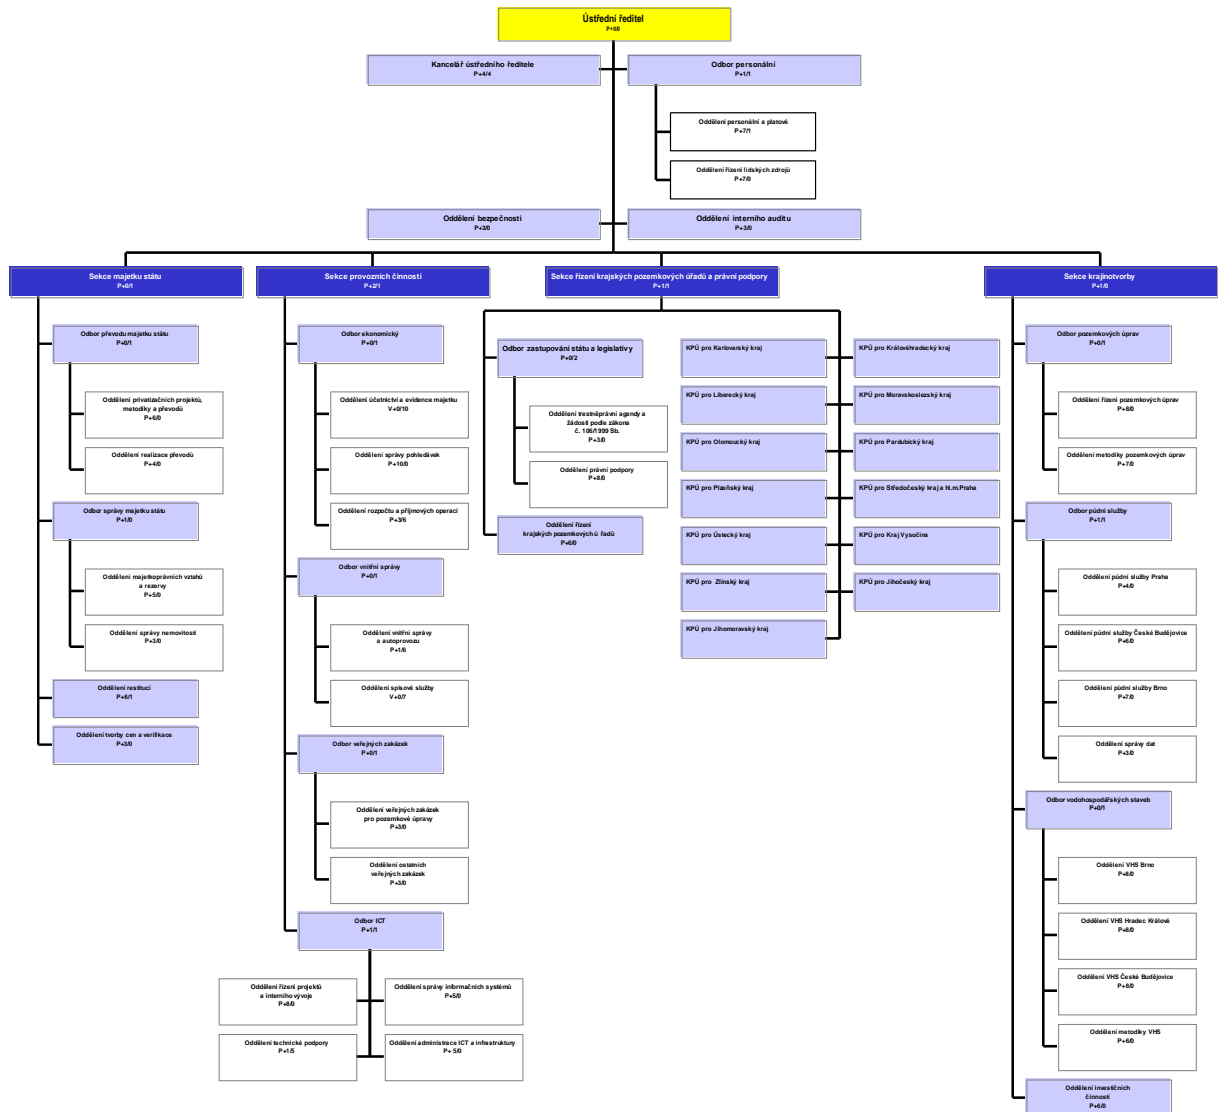 Ústřední ředitel
P+0/0
Kancelář ústředního ředitele
P+4/4
Odbor personální
P+1/1
Oddělení personální a platové
P+7/1
Oddělení řízení lidských zdrojů
P+7/0
Oddělení bezpečnosti
P+3/0
Oddělení interního auditu
P+3/0
Sekce majetku státu
P+0/1
Odbor převodu majetku státu
P+0/1
Oddělení privatizačních projektů,
metodiky a převodů
P+6/0
Oddělení realizace převodů
P+4/0
Odbor správy majetku státu
P+1/0
Oddělení majetkoprávních vztahů
a rezervy
P+5/0
Oddělení správy nemovitostí
P+3/0
Oddělení restitucí
P+6/1
Oddělení tvorby cen a verifikace
P+3/0
Sekce provozních činností
P+2/1
Odbor ekonomický
P+0/1
Oddělení účetnictví a evidence majetku
V+0/10
Oddělení správy pohledávek
P+10/0
Oddělení rozpočtu a příjmových operací
P+3/6
Odbor vnitřní správy
P+0/1
Oddělení vnitřní správy
a autoprovozu
P+1/6
Oddělení spisové služby
V+0/7
Odbor veřejných zakázek
P+0/1
Oddělení veřejných zakázek
pro pozemkové úpravy
P+3/0
Oddělení ostatních
veřejných zakázek
P+3/0
Odbor ICT
P+1/1
Oddělení řízení projektů
a interního vývoje
P+8/0
Oddělení správy informačních systémů
P+5/0
Oddělení technické podpory
P+1/5
Oddělení administrace ICT a infrastruktury
P+ 5/0
Sekce řízení krajských pozemkových úřadů a právní podpory
P+1/1
Odbor zastupování státu a legislativy
P+0/2
Oddělení trestněprávní agendy a
žádostí podle zákona
č. 106/1999 Sb.
P+3/0
Oddělení právní podpory
P+8/0
Oddělení řízení
krajských pozemkových ú řadů
P+6/0
KPÚ pro Karlovarský kraj
KPÚ pro Královéhradecký kraj
KPÚ pro Liberecký kraj
KPÚ pro Moravskoslezský kraj
KPÚ pro Olomoucký kraj
KPÚ pro Pardubický kraj
KPÚ pro Plzeňský kraj
KPÚ pro Středočeský kraj a hl.m.Praha
KPÚ pro Ústecký kraj
KPÚ pro Kraj Vysočina
KPÚ pro Zlínský kraj
KPÚ pro Jihočeský kraj
KPÚ pro Jihomoravský kraj
Sekce krajinotvorby
P+1/0
Odbor pozemkových úprav
P+0/1
Oddělení řízení pozemkových úprav
P+8/0
Oddělení metodiky pozemkových úprav
P+7/0
Odbor půdní služby
P+1/1
Oddělení půdní služby Praha
P+4/0
Oddělení půdní služby České Budějovice
P+6/0
Oddělení půdní služby Brno
P+7/0
Oddělení správy dat
P+3/0
Odbor vodohospodářských staveb
P+0/1
Oddělení VHS Brno
P+8/0
Oddělení VHS Hradec Králové
P+8/0
Oddělení VHS České Budějovice
P+8/0
Oddělení metodiky VHS
P+6/0
Oddělení investičních
činností
P+6/0